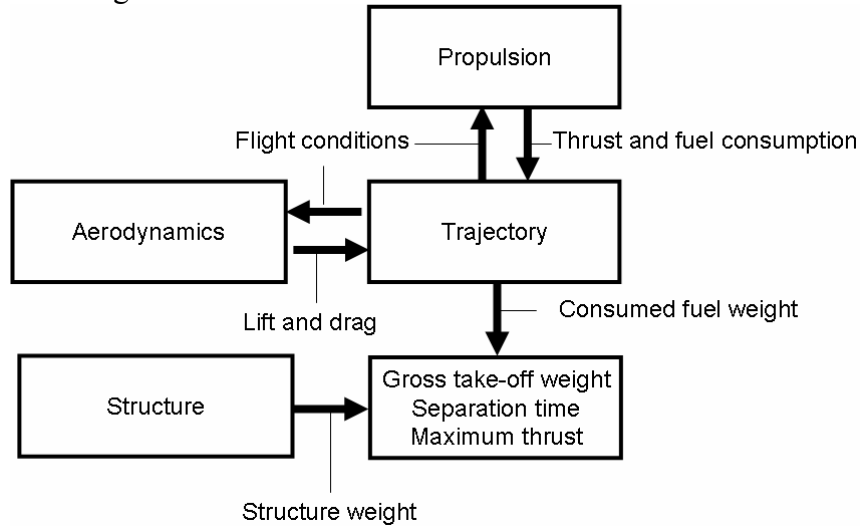 Propulsion
Flight conditions
Thrust and fuel consumption
Aerodynamics
Trajectory
Lift and drag
Consumed fuel weight
Structure
Gross take-off weight
Separation time
Maximum thrust
Structure weight